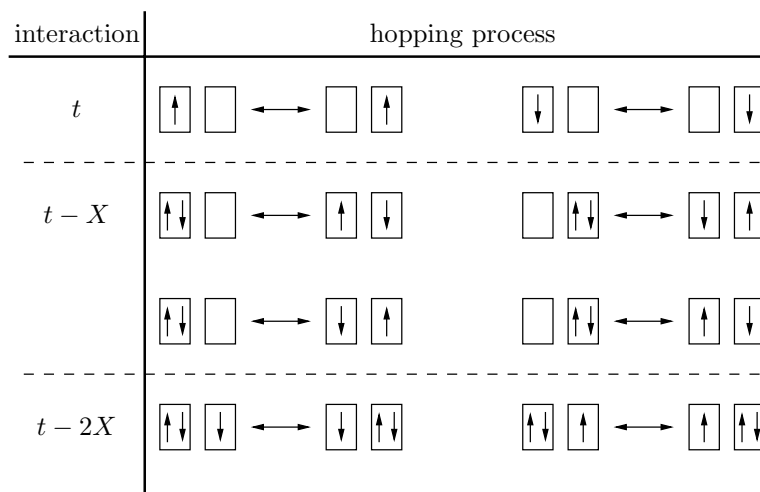 interaction hopping process
t
t − X
t − 2X